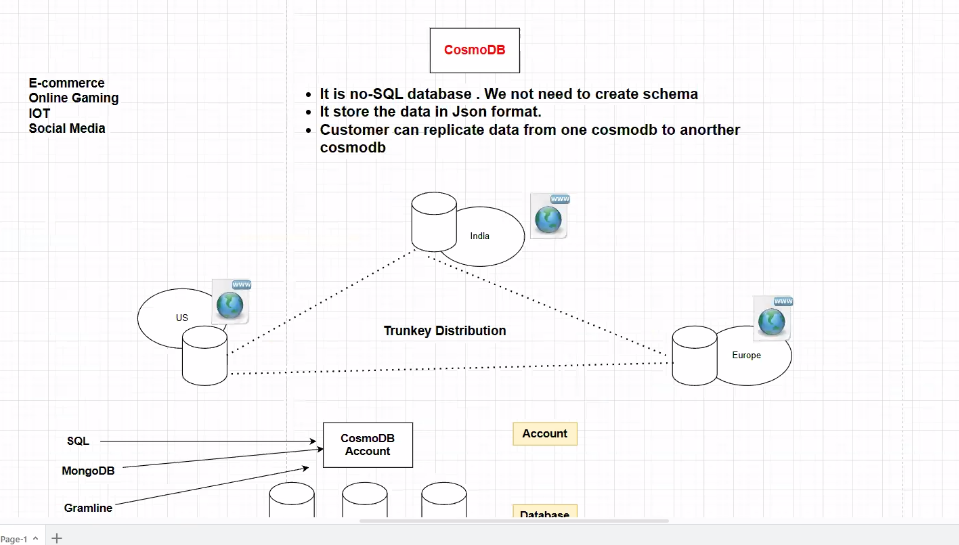 CosmoDB
E-commerce
Online Gaming
IOT
Social Media
It is no-SQL database . We not need to create schema
It store the data in Json format.
Customer can replicate data from one cosmodb to anorther
cosmodb
www
India
www
US
www
Europe
Trunkey Distribution
SQL
MongoDB
Gramline
CosmoDB
Account
Account
Database
Page-1